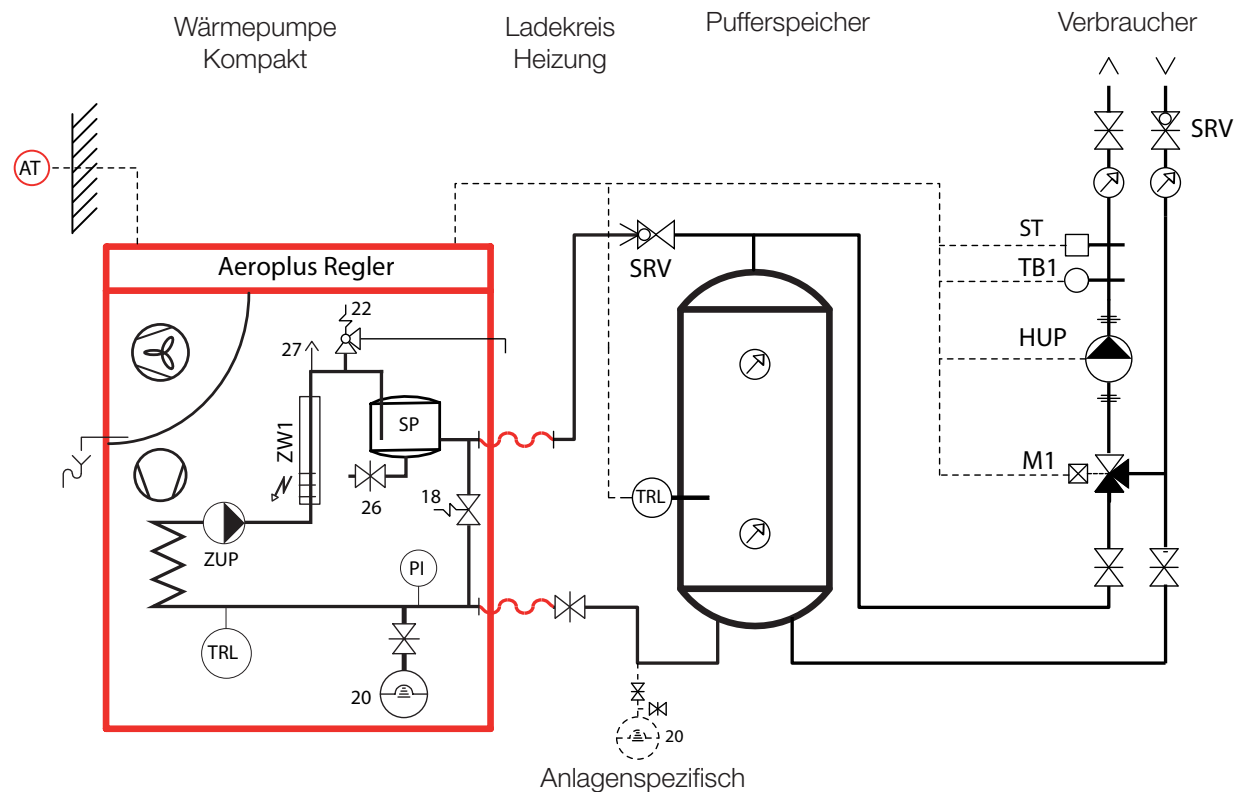 Wärmepumpe
Kompakt
Ladekreis
Heizung
Pufferspeicher
Verbraucher
SRV
AT
ST
SRV
Aeroplus Regler
TB1
22
27
HUP
ZW1
SP
M1
26
18
TRL
ZUP
PI
TRL
20
20
Anlagenspezifisch